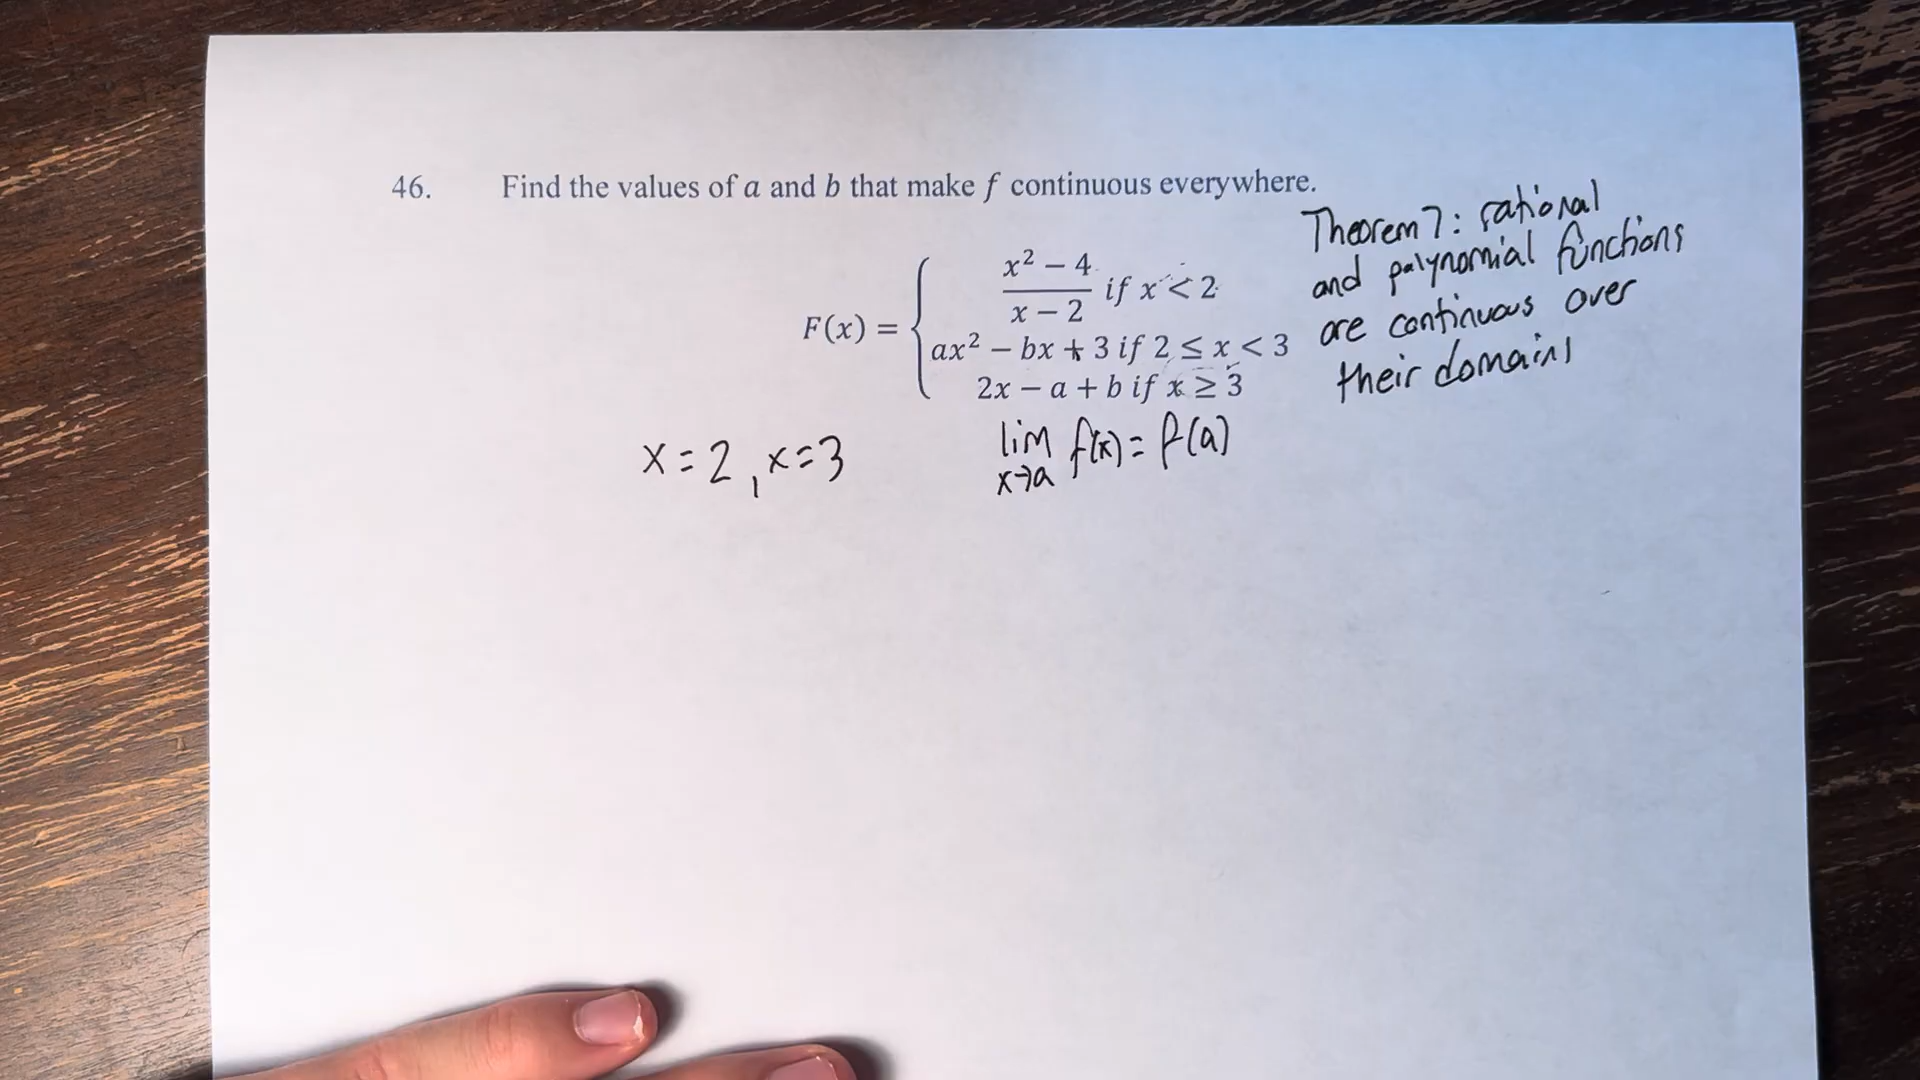 46. Find the values of a and b that make f continuous everywhere.
F(x) = { (x² − 4)/(x − 2) if x < 2
ax² − bx + 3 if 2 ≤ x < 3
2x − a + b if x ≥ 3
Theorem 7: rational
and polynomial functions
are continuous over
their domains
x = 2, x = 3
lim x→a f(x) = f(a)